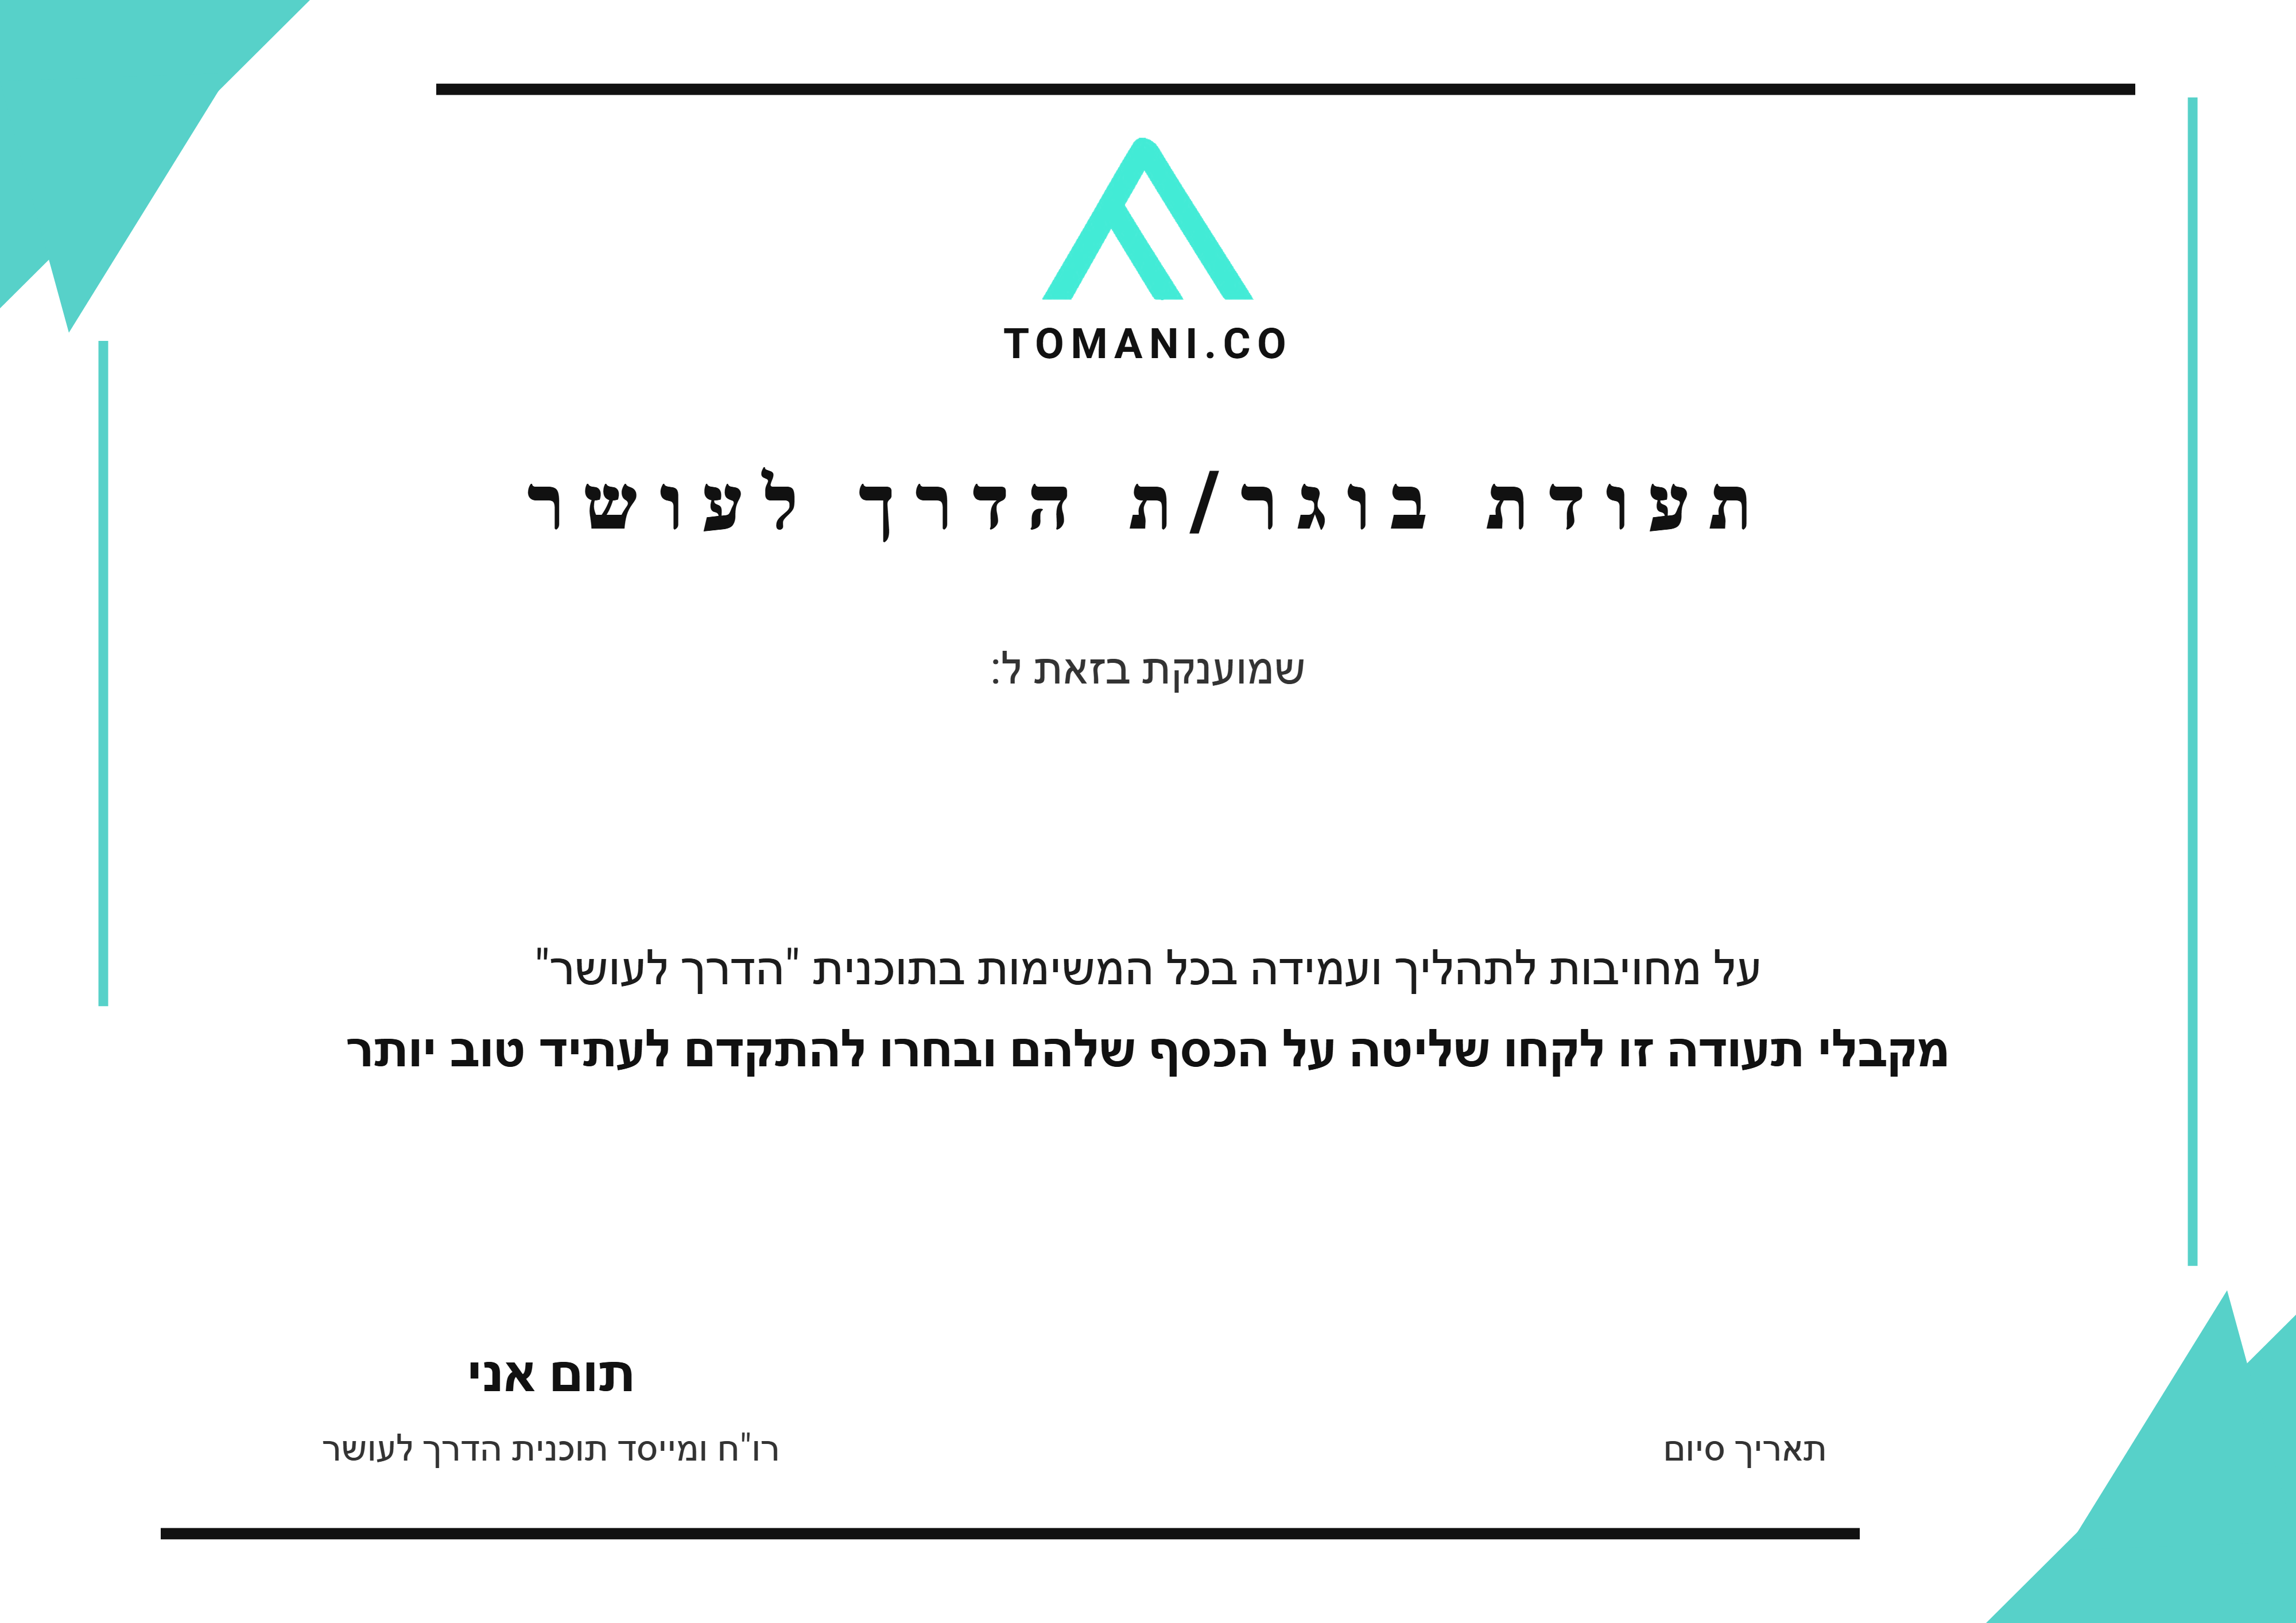 TOMANI.CO
תעודת בוגר/ת הדרך לעושר
שמוענקת בזאת ל:
על מחויבות לתהליך ועמידה בכל המשימות בתוכנית "הדרך לעושר"
מקבלי תעודה זו לקחו שליטה על הכסף שלהם ובחרו להתקדם לעתיד טוב יותר
תום אני
תאריך סיום
רו"ח ומייסד תוכנית הדרך לעושר